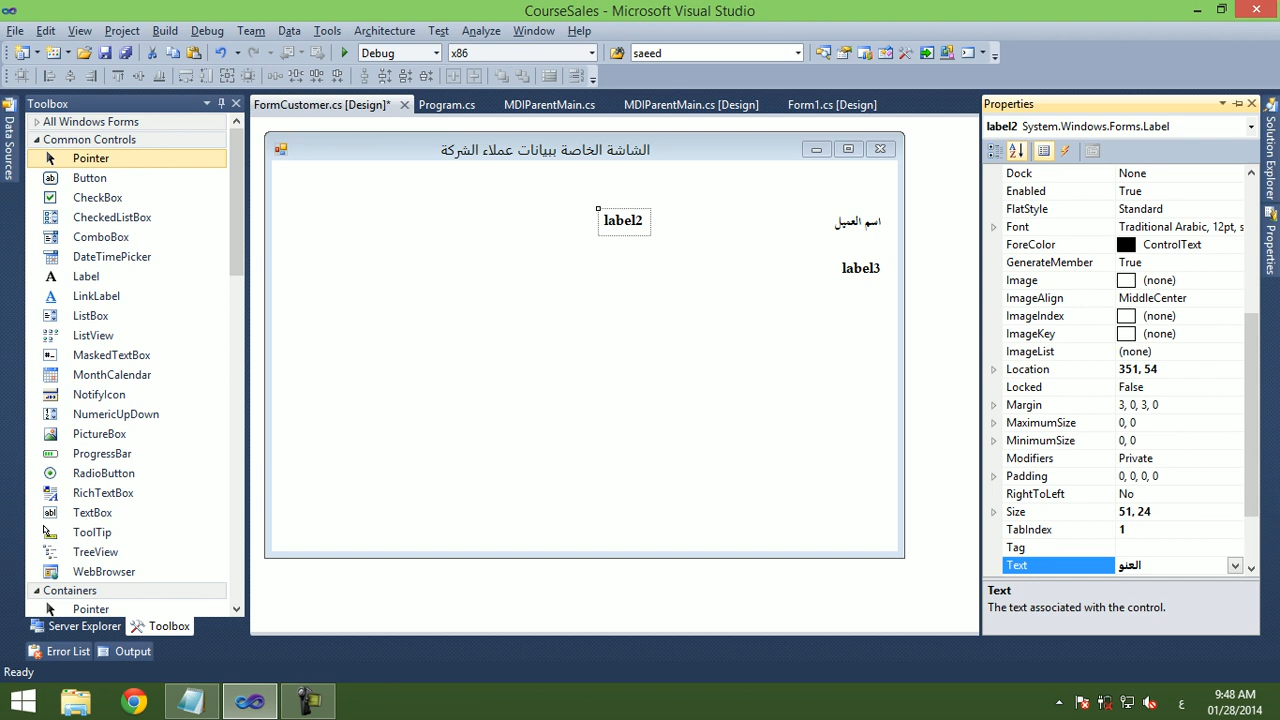 CourseSales - Microsoft Visual Studio
File Edit View Project Build Debug Team Data Tools Architecture Test Analyze Window Help
Debug x86 saeed
Toolbox
FormCustomer.cs [Design]* Program.cs MDIParentMain.cs MDIParentMain.cs [Design] Form1.cs [Design]
Properties
Data Sources
All Windows Forms
Common Controls
Pointer
Button
CheckBox
CheckedListBox
ComboBox
DateTimePicker
Label
LinkLabel
ListBox
ListView
MaskedTextBox
MonthCalendar
NotifyIcon
NumericUpDown
PictureBox
ProgressBar
RadioButton
RichTextBox
TextBox
ToolTip
TreeView
WebBrowser
Containers
Pointer
Server Explorer Toolbox
الشاشة الخاصة ببيانات عملاء الشركة
اسم العميل
label2
label3
label2 System.Windows.Forms.Label
Dock None
Enabled True
FlatStyle Standard
Font Traditional Arabic, 12pt, s
ForeColor ControlText
GenerateMember True
Image (none)
ImageAlign MiddleCenter
ImageIndex (none)
ImageKey (none)
ImageList (none)
Location 351, 54
Locked False
Margin 3, 0, 3, 0
MaximumSize 0, 0
MinimumSize 0, 0
Modifiers Private
Padding 0, 0, 0, 0
RightToLeft No
Size 51, 24
TabIndex 1
Tag
Text العنو
Text
The text associated with the control.
Solution Explorer
Properties
Error List Output
Ready
ع
9:48 AM
01/28/2014